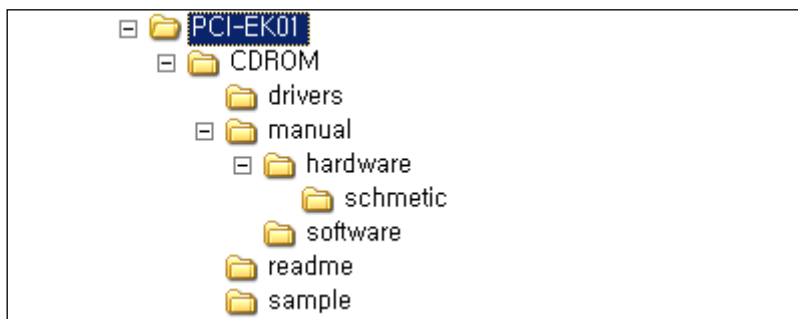 PCI-EK01
CDROM
drivers
manual
hardware
schmetic
software
readme
sample